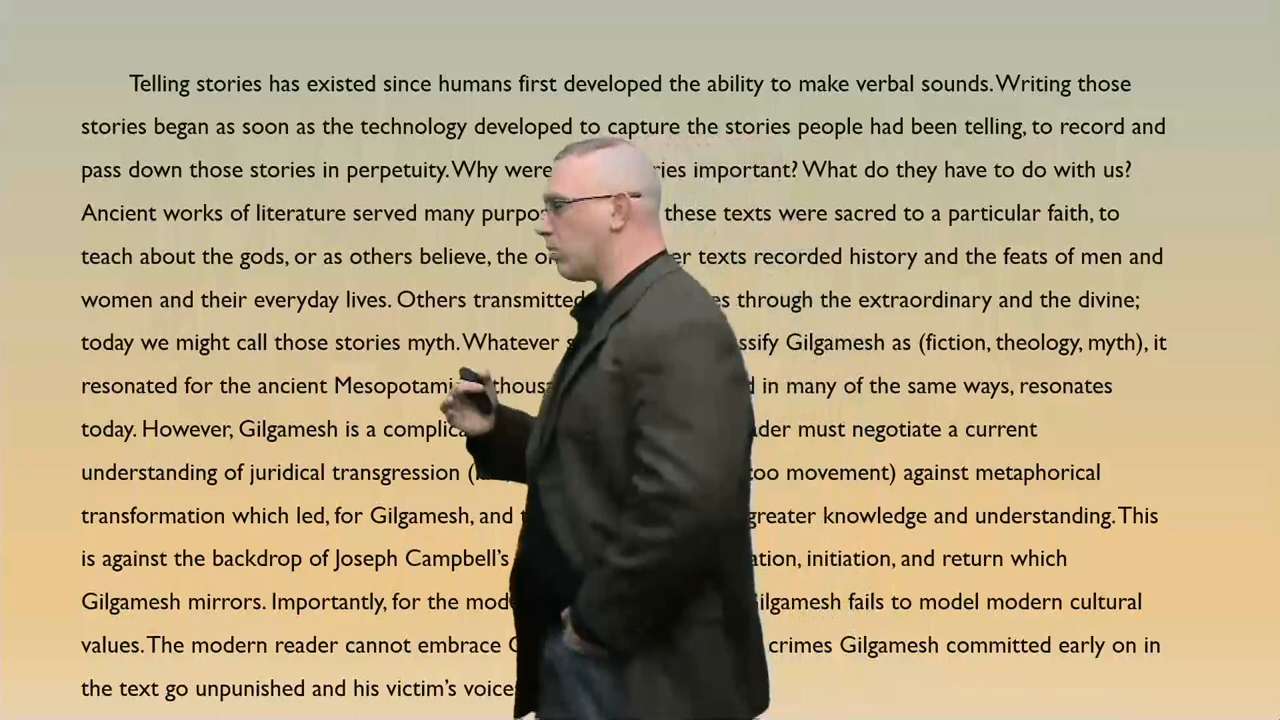 Telling stories has existed since humans first developed the ability to make verbal sounds. Writing those
stories began as soon as the technology developed to capture the stories people had been telling, to record and
pass down those stories in perpetuity. Why were important? What do they have to do with us?
Ancient works of literature served many these texts were sacred to a particular faith, to
teach about the gods, or as others believe, the texts recorded history and the feats of men and
women and their everyday lives. Others transmitted through the extraordinary and the divine;
today we might call those stories myth. Whatever Gilgamesh as (fiction, theology, myth), it
resonated for the ancient in many of the same ways, resonates
today. However, Gilgamesh is a must negotiate a current
understanding of juridical transgression too movement) against metaphorical
transformation which led, for Gilgamesh, and greater knowledge and understanding. This
is against the backdrop of Joseph Campbell's initiation, and return which
Gilgamesh mirrors. Importantly, for the Gilgamesh fails to model modern cultural
values. The modern reader cannot embrace crimes Gilgamesh committed early on in
the text go unpunished and his victim's